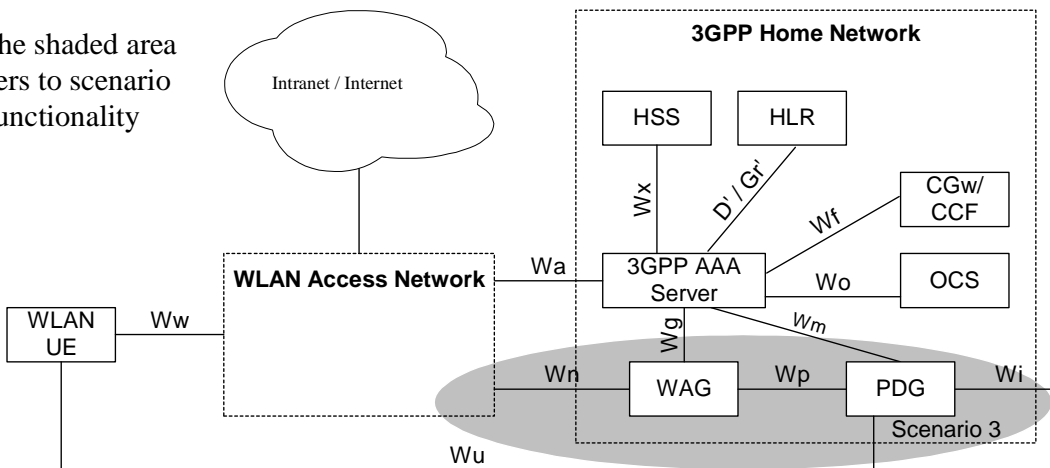 he shaded area
ers to scenario
unctionality
Intranet / Internet
3GPP Home Network
HSS
HLR
Wx
D' / Gr'
CGw/
CCF
Wf
WLAN Access Network
Wa
3GPP AAA
Server
Wo
OCS
WLAN
UE
Ww
Wg
Wm
Wn
WAG
Wp
PDG
Wi
Scenario 3
Wu